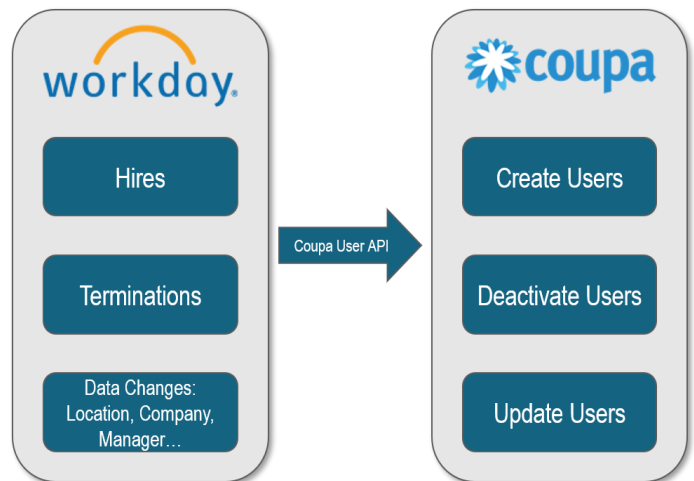 workday.
Hires
Terminations
Data Changes:
Location, Company,
Manager...
Coupa User API
coupa
Create Users
Deactivate Users
Update Users